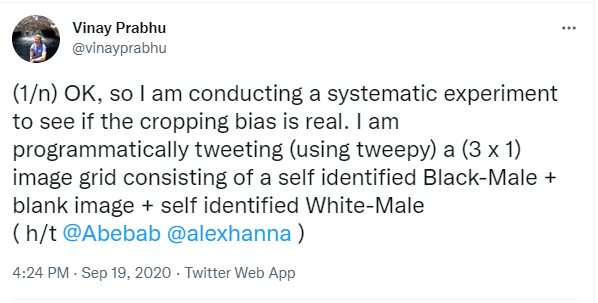 Vinay Prabhu
@vinayprabhu
(1/n) OK, so I am conducting a systematic experiment
to see if the cropping bias is real. I am
programmatically tweeting (using tweepy) a (3 x 1)
image grid consisting of a self identified Black-Male +
blank image + self identified White-Male
( h/t @Abebab @alexhanna )
4:24 PM · Sep 19, 2020 · Twitter Web App